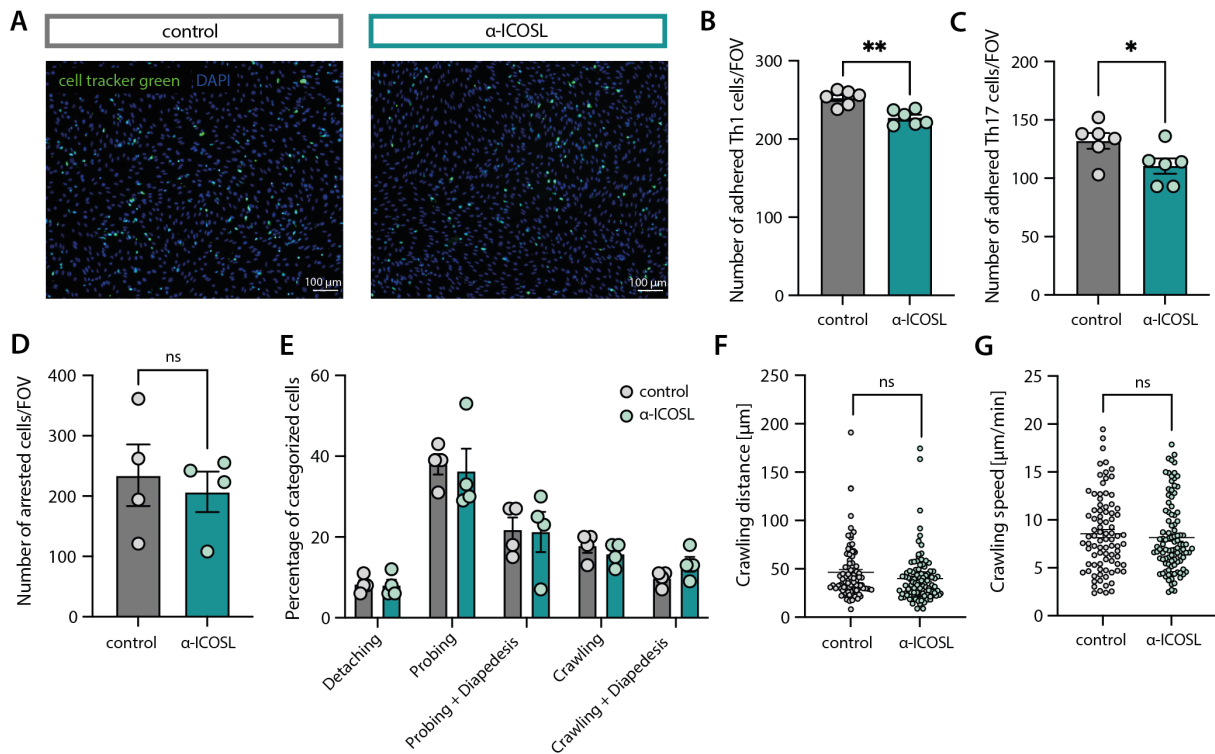 A
control
α-ICOSL
cell tracker green DAPI
100 µm
100 µm
B
Number of adhered Th1 cells/FOV
300
200
100
0
**
control
α-ICOSL
C
Number of adhered Th17 cells/FOV
200
150
100
50
0
*
control
α-ICOSL
D
Number of arrested cells/FOV
400
300
200
100
0
ns
control
α-ICOSL
E
Percentage of categorized cells
60
40
20
0
control
α-ICOSL
Detaching
Probing
Probing + Diapedesis
Crawling
Crawling + Diapedesis
F
Crawling distance [µm]
250
200
150
100
50
0
ns
control
α-ICOSL
G
Crawling speed [µm/min]
25
20
15
10
5
0
ns
control
α-ICOSL